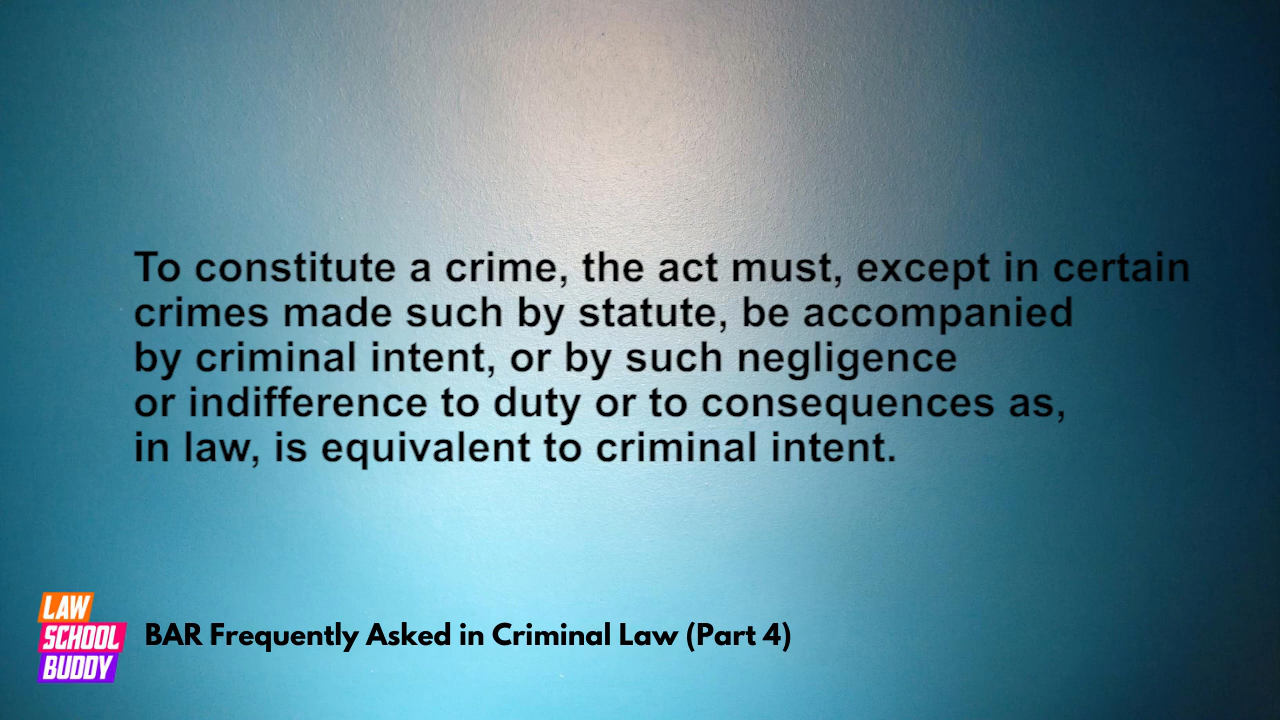 To constitute a crime, the act must, except in certain
crimes made such by statute, be accompanied
by criminal intent, or by such negligence
or indifference to duty or to consequences as,
in law, is equivalent to criminal intent.
LAW
SCHOOL
BUDDY
BAR Frequently Asked in Criminal Law (Part 4)